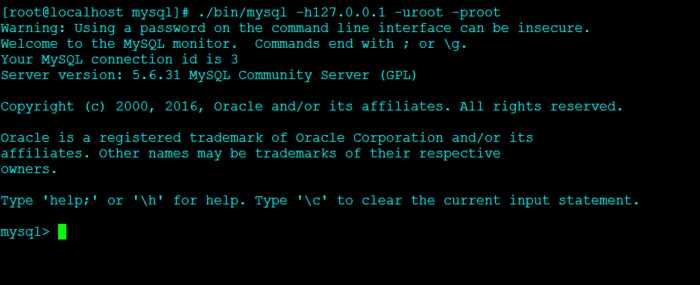 [root@localhost mysql]# ./bin/mysql -h127.0.0.1 -uroot -proot
Warning: Using a password on the command line interface can be insecure.
Welcome to the MySQL monitor.  Commands end with ; or \g.
Your MySQL connection id is 3
Server version: 5.6.31 MySQL Community Server (GPL)
Copyright (c) 2000, 2016, Oracle and/or its affiliates. All rights reserved.
Oracle is a registered trademark of Oracle Corporation and/or its
affiliates. Other names may be trademarks of their respective
owners.
Type 'help;' or '\h' for help. Type '\c' to clear the current input statement.
mysql>